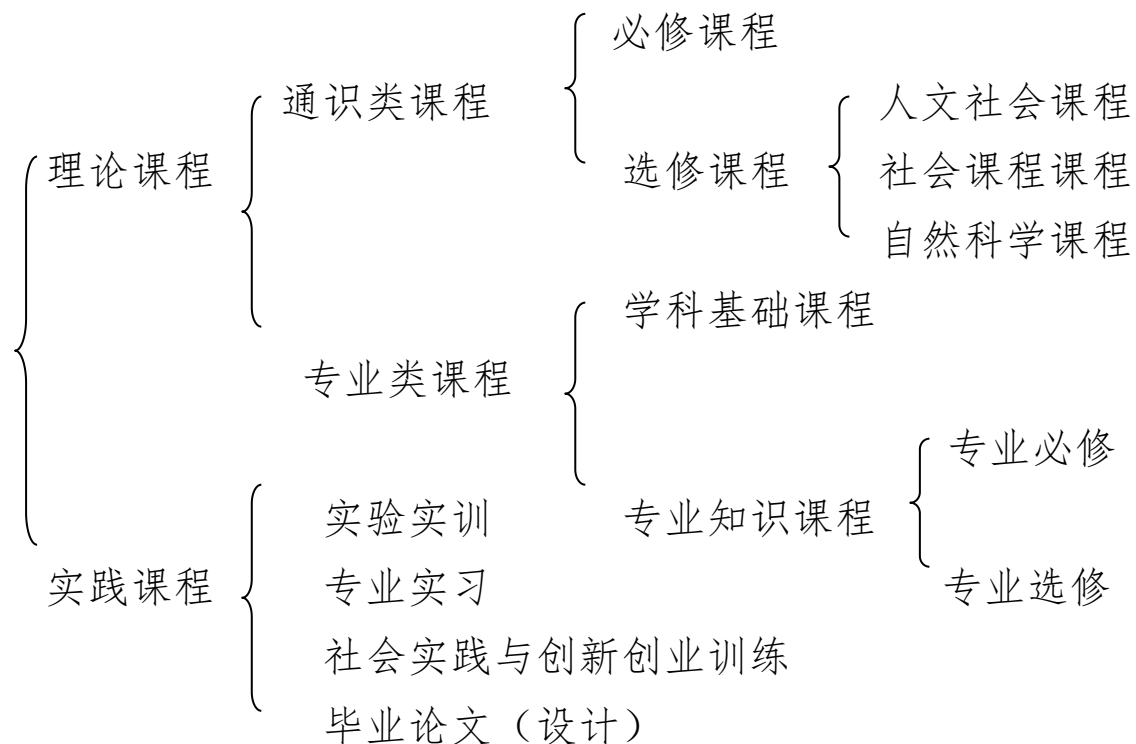 必修课程
通识类课程
人文社会课程
理论课程
选修课程
社会课程课程
自然科学课程
学科基础课程
专业类课程
专业必修
实验实训
专业知识课程
实践课程
专业实习
专业选修
社会实践与创新创业训练
毕业论文（设计）